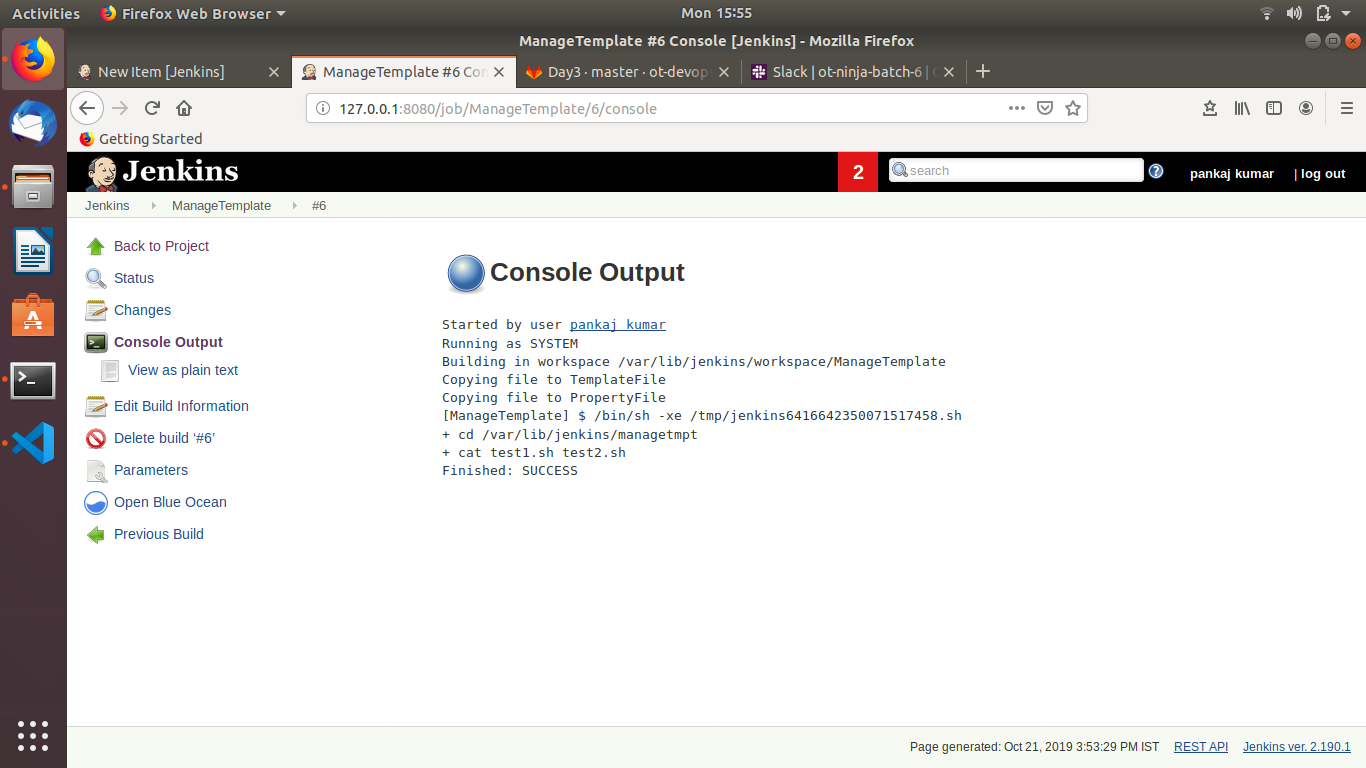 Activities Firefox Web Browser Mon 15:55
ManageTemplate #6 Console [Jenkins] - Mozilla Firefox
New Item [Jenkins] ManageTemplate #6 Con Day3 · master · ot-devop Slack | ot-ninja-batch-6 |
127.0.0.1:8080/job/ManageTemplate/6/console
Getting Started
Jenkins 2 search pankaj kumar | log out
Jenkins ManageTemplate #6
Back to Project
Status
Changes
Console Output
View as plain text
Edit Build Information
Delete build ‘#6’
Parameters
Open Blue Ocean
Previous Build
Console Output
Started by user pankaj kumar
Running as SYSTEM
Building in workspace /var/lib/jenkins/workspace/ManageTemplate
Copying file to TemplateFile
Copying file to PropertyFile
[ManageTemplate] $ /bin/sh -xe /tmp/jenkins6416642350071517458.sh
+ cd /var/lib/jenkins/managetmpt
+ cat test1.sh test2.sh
Finished: SUCCESS
Page generated: Oct 21, 2019 3:53:29 PM IST REST API Jenkins ver. 2.190.1